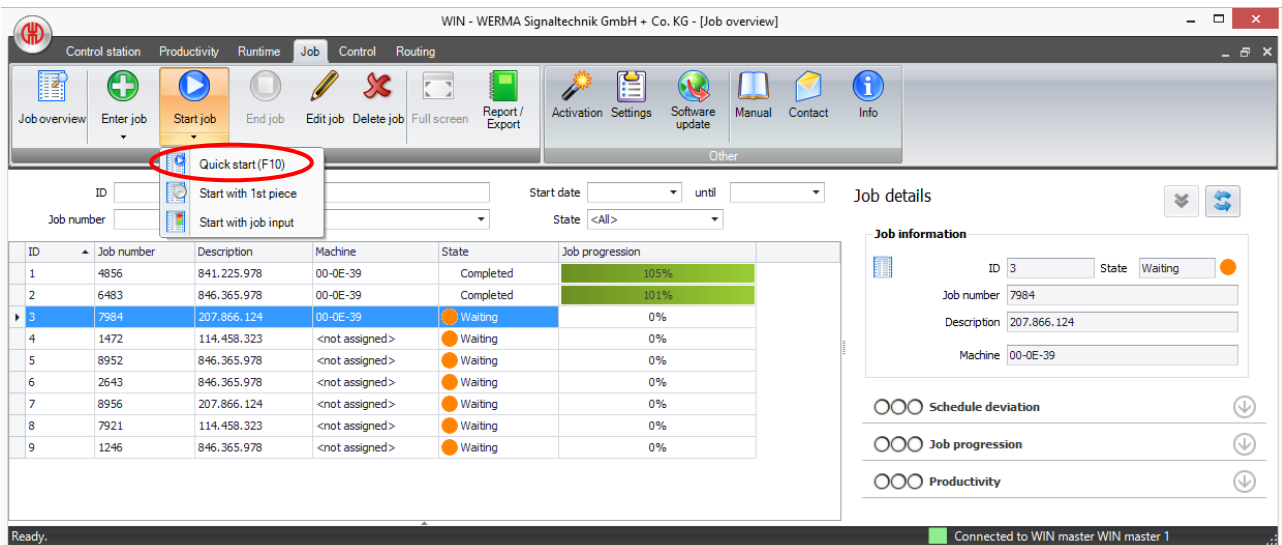 WIN - WERMA Signaltechnik GmbH + Co. KG - [Job overview]
Control station Productivity Runtime Job Control Routing
Job overview Enter job Start job End job Edit job Delete job Full screen Report / Export Activation Settings Software update Manual Contact Info
Other
Quick start (F10)
Start with 1st piece
Start with job input
ID Start date until
Job number State <All>
ID Job number Description Machine State Job progression
1 4856 841.225.978 00-0E-39 Completed 105%
2 6483 846.365.978 00-0E-39 Completed 101%
3 7984 207.866.124 00-0E-39 Waiting 0%
4 1472 114.458.323 <not assigned> Waiting 0%
5 8952 846.365.978 <not assigned> Waiting 0%
6 2643 846.365.978 <not assigned> Waiting 0%
7 8956 207.866.124 <not assigned> Waiting 0%
8 7921 114.458.323 <not assigned> Waiting 0%
9 1246 846.365.978 <not assigned> Waiting 0%
Job details
Job information
ID 3 State Waiting
Job number 7984
Description 207.866.124
Machine 00-0E-39
Schedule deviation
Job progression
Productivity
Ready. Connected to WIN master WIN master 1